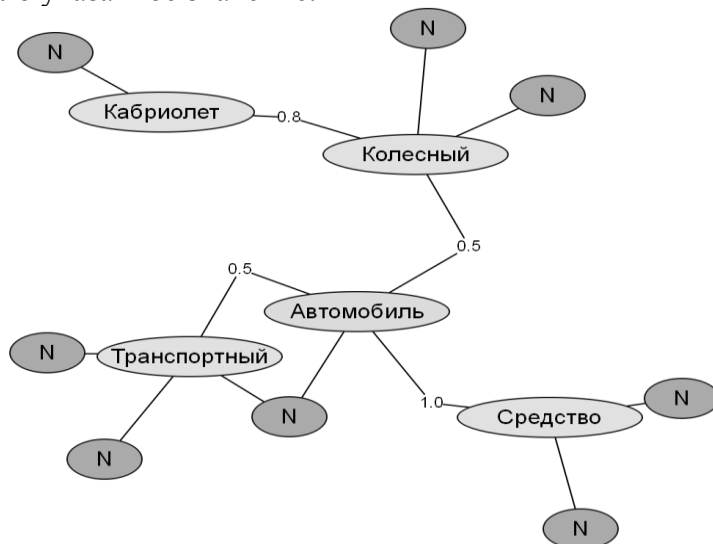 N
N
Кабриолет
0.8
N
Колесный
0.5
0.5
Автомобиль
N
Транспортный
N
1.0
Средство
N
N
N